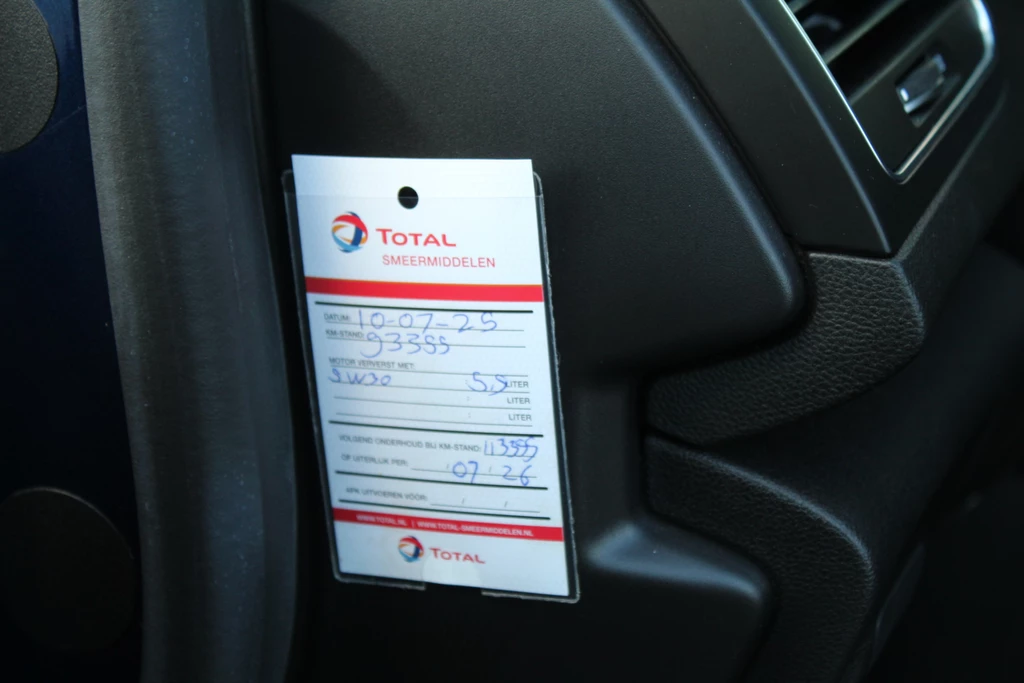 TOTAL
SMEERMIDDELEN
DATUM: 10-07-25
KM-STAND: 93355
MOTOR VERVERST MET:
5W30 5,5 LITER
LITER
LITER
VOLGEND ONDERHOUD BIJ KM-STAND: 113355
OF UITERLIJK PER: 07 26
APK UITVOEREN VÓÓR:
WWW.TOTAL.NL | WWW.TOTAL-SMEERMIDDELEN.NL
TOTAL